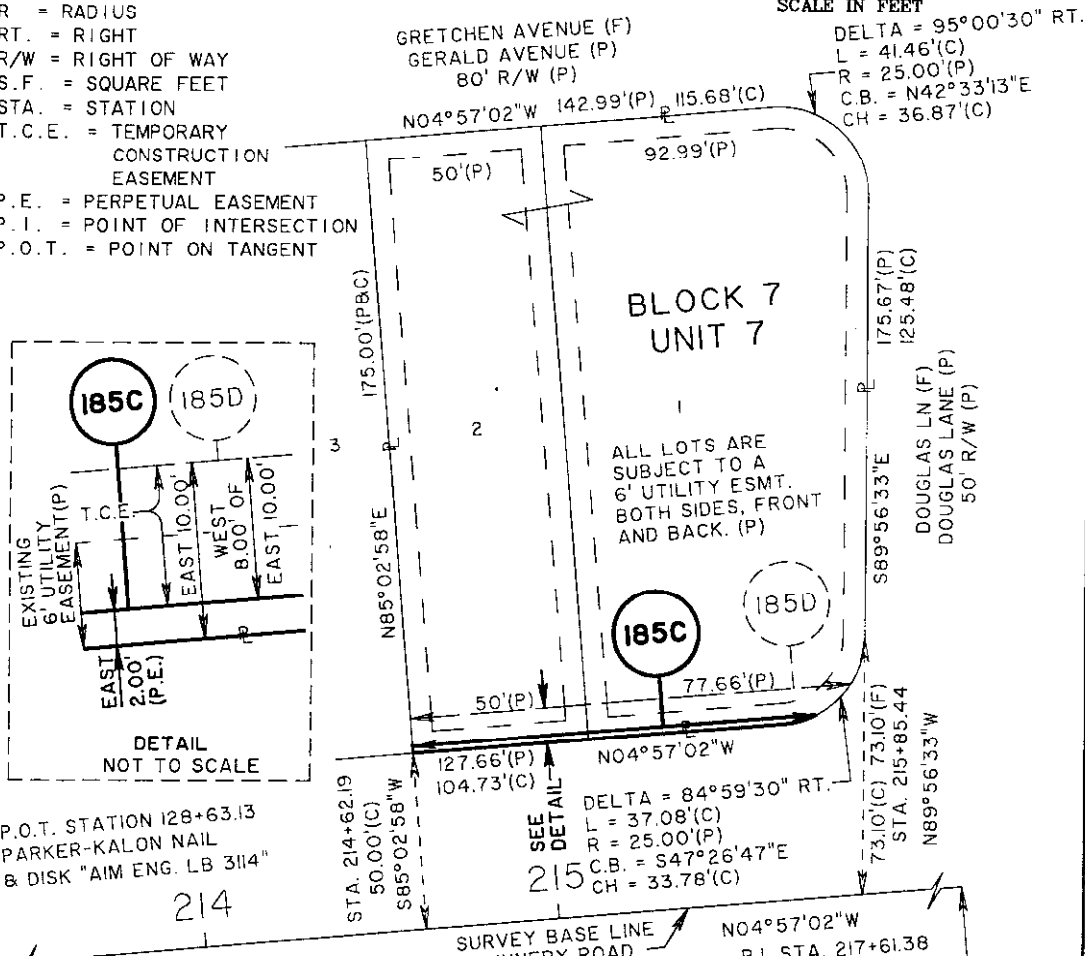 R = RADIUS
RT. = RIGHT
R/W = RIGHT OF WAY
S.F. = SQUARE FEET
STA. = STATION
T.C.E. = TEMPORARY
CONSTRUCTION
EASEMENT
P.E. = PERPETUAL EASEMENT
P.I. = POINT OF INTERSECTION
P.O.T. = POINT ON TANGENT
SCALE IN FEET
GRETCHEN AVENUE (F)
GERALD AVENUE (P)
80' R/W (P)
N04°57'02"W 142.99'(P) 115.68'(C)
DELTA = 95°00'30" RT.
L = 41.46'(C)
R = 25.00'(P)
C.B. = N42°33'13"E
CH = 36.87'(C)
50'(P)
92.99'(P)
BLOCK 7
UNIT 7
175.00'(P&C)
N85°02'58"E
3
2
1
ALL LOTS ARE
SUBJECT TO A
6' UTILITY ESMT.
BOTH SIDES, FRONT
AND BACK. (P)
175.67'(P)
125.48'(C)
S89°56'33"E
DOUGLAS LN (F)
DOUGLAS LANE (P)
50' R/W (P)
185C
185D
T.C.E.
EXISTING
6' UTILITY
EASEMENT(P)
EAST 10.00'
WEST
8.00' OF
EAST 10.00'
EAST
2.00'
(P.E.)
DETAIL
NOT TO SCALE
185C
185D
50'(P)
77.66'(P)
127.66'(P)
104.73'(C)
N04°57'02"W
SEE
DETAIL
DELTA = 84°59'30" RT.
L = 37.08'(C)
R = 25.00'(P)
C.B. = S47°26'47"E
CH = 33.78'(C)
STA. 214+62.19
50.00'(C)
S85°02'58"W
73.10'(C) 73.10'(F)
STA. 215+85.44
N89°56'33"W
P.O.T. STATION 128+63.13
PARKER-KALON NAIL
& DISK "AIM ENG. LB 3114"
214
215
SURVEY BASE LINE
ROAD
N04°57'02"W
P.I. STA. 217+61.38